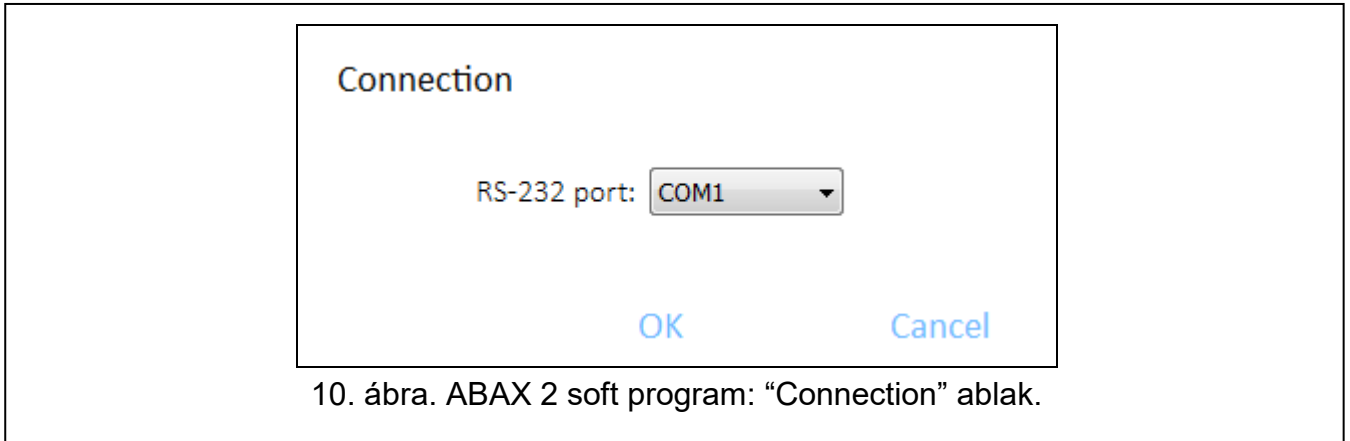 Connection
RS-232 port: COM1
OK Cancel
10. ábra. ABAX 2 soft program: “Connection” ablak.